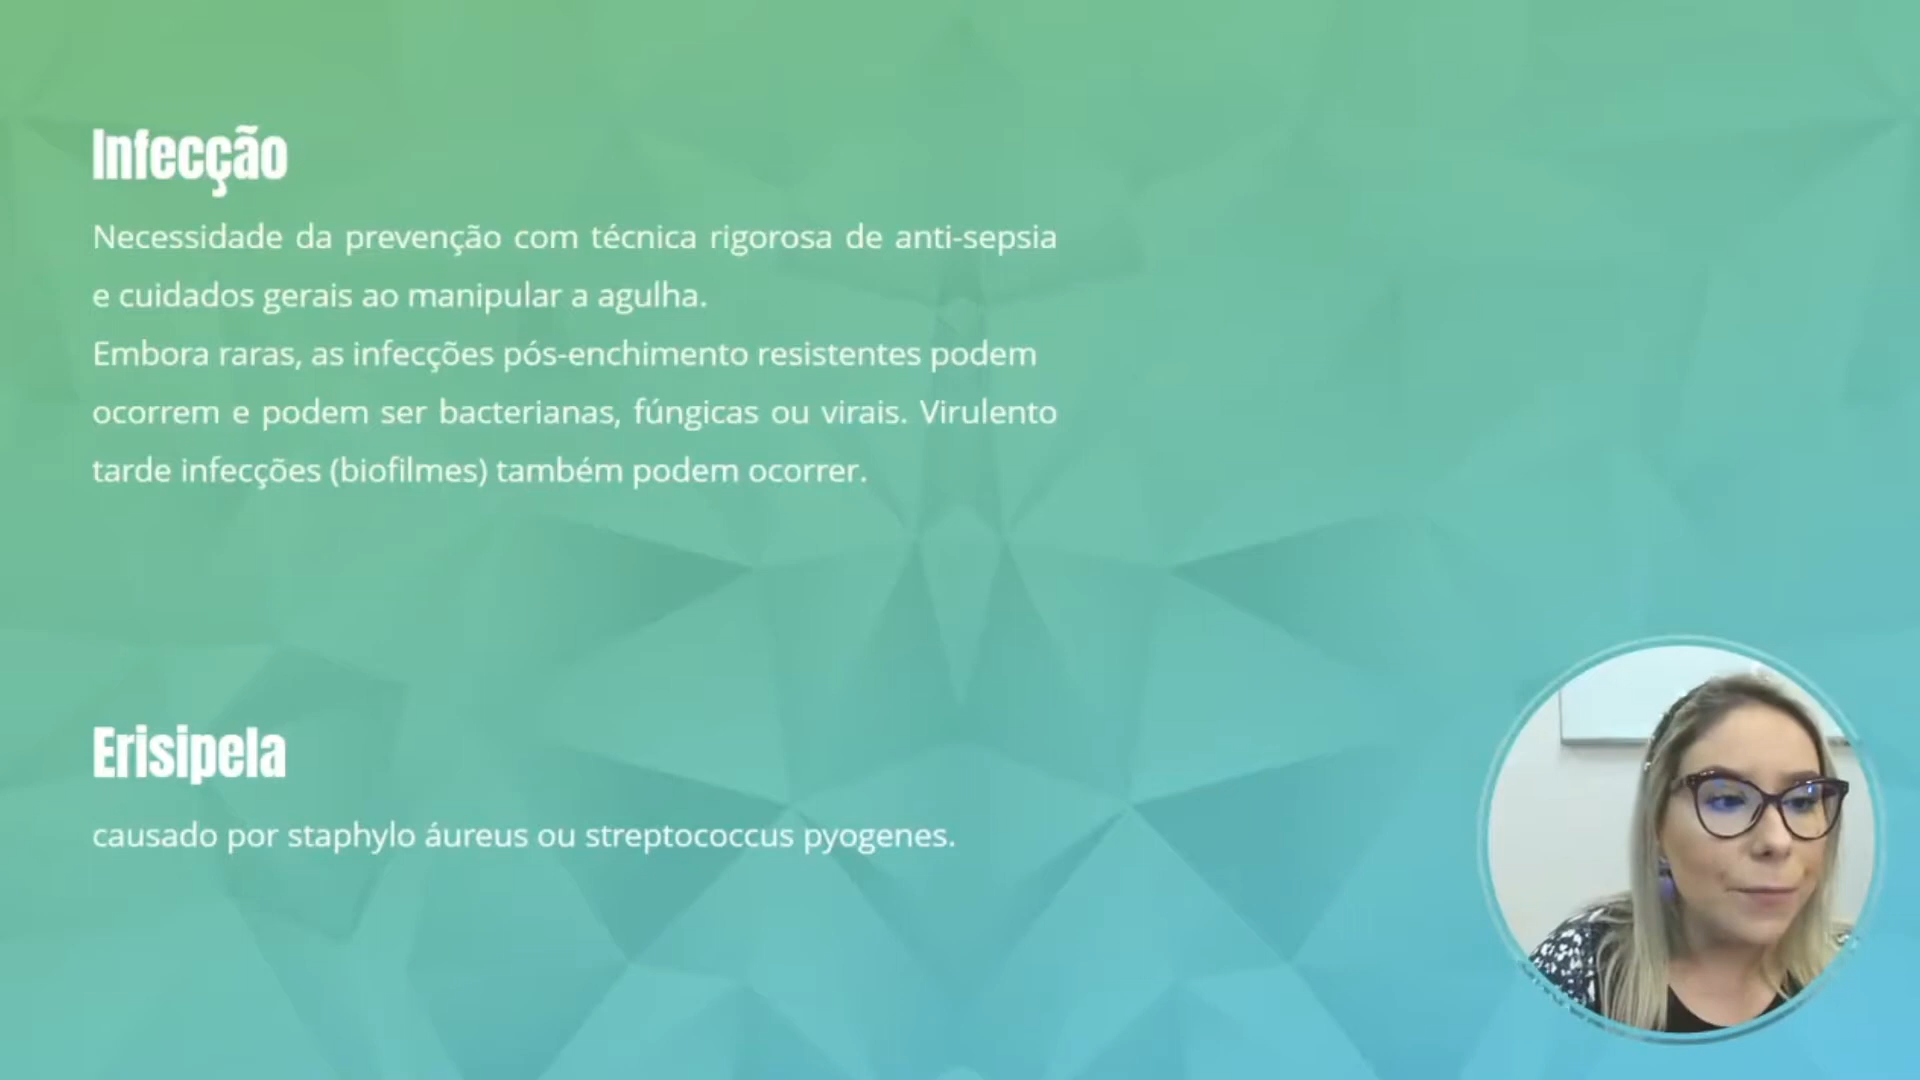 Infecção
Necessidade da prevenção com técnica rigorosa de anti-sepsia
e cuidados gerais ao manipular a agulha.
Embora raras, as infecções pós-enchimento resistentes podem
ocorrem e podem ser bacterianas, fúngicas ou virais. Virulento
tarde infecções (biofilmes) também podem ocorrer.
Erisipela
causado por staphylo áureus ou streptococcus pyogenes.